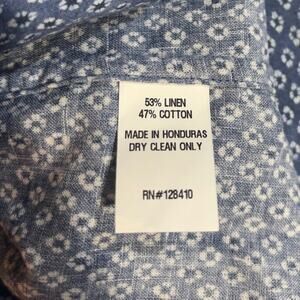 53% LINEN
47% COTTON
MADE IN HONDURAS
DRY CLEAN ONLY
RN#128410